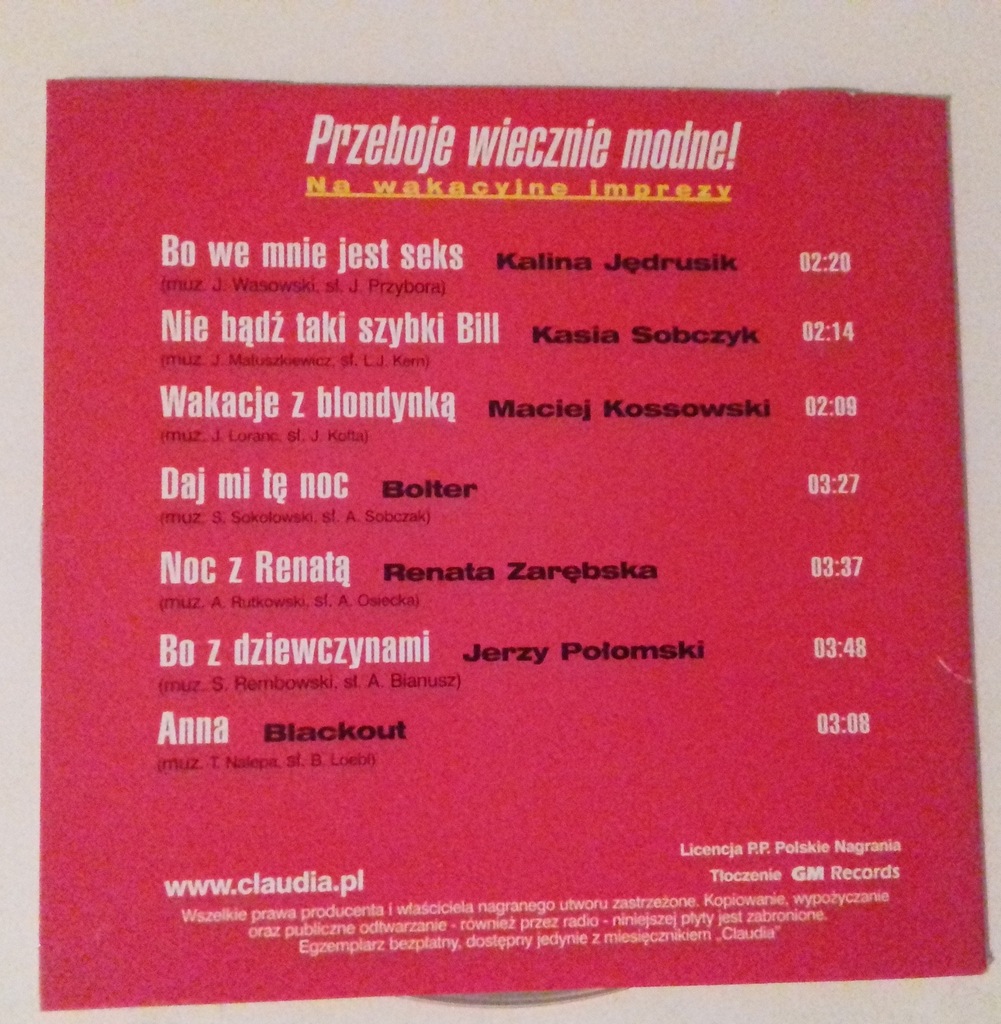 Przeboje wiecznie modne!
Na wakacyjne imprezy
Bo we mnie jest seks Kalina Jędrusik 02:20
(muz. J. Wasowski, sł. J. Przybora)
Nie bądź taki szybki Bill Kasia Sobczyk 02:14
(muz. J. Matuszkiewicz, sł. L.J. Kern)
Wakacje z blondynką Maciej Kossowski 02:09
(muz. J. Loranc, sł. J. Kofta)
Daj mi tę noc Bolter 03:27
(muz. S. Sokołowski, sł. A. Sobczak)
Noc z Renatą Renata Zarębska 03:37
(muz. A. Rutkowski, sł. A. Osiecka)
Bo z dziewczynami Jerzy Połomski 03:48
(muz. S. Rembowski, sł. A. Bianusz)
Anna Blackout 03:08
(muz. T. Nalepa, sł. B. Loebl)
Licencja P.P. Polskie Nagrania
Tłoczenie GM Records
www.claudia.pl
Wszelkie prawa producenta i właściciela nagranego utworu zastrzeżone. Kopiowanie, wypożyczanie
oraz publiczne odtwarzanie - również przez radio - niniejszej płyty jest zabronione.
Egzemplarz bezpłatny, dostępny jedynie z miesięcznikiem „Claudia"